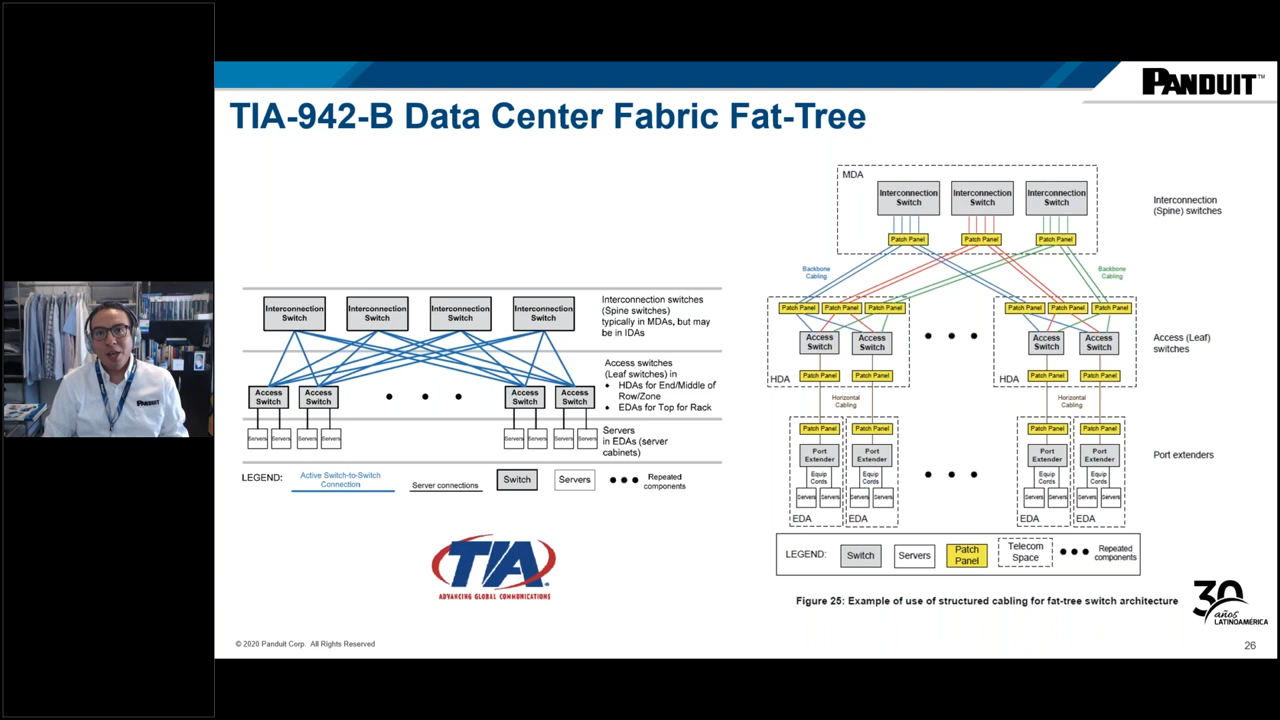 PANDUIT™
TIA-942-B Data Center Fabric Fat-Tree
Interconnection
Switch
Interconnection
Switch
Interconnection
Switch
Interconnection
Switch
Interconnection switches
(Spine switches)
typically in MDAs, but may
be in IDAs
Access
Switch
Access
Switch
Access
Switch
Access
Switch
Access switches
(Leaf switches) in
• HDAs for End/Middle of
Row/Zone
• EDAs for Top for Rack
Servers
Servers
Servers
Servers
Servers
Servers
Servers
Servers
Servers
in EDAs (server
cabinets)
LEGEND:
Active Switch-to-Switch
Connection
Server connections
Switch
Servers
Repeated
components
TIA
ADVANCING GLOBAL COMMUNICATIONS
MDA
Interconnection
Switch
Interconnection
Switch
Interconnection
Switch
Interconnection
(Spine) switches
Patch Panel
Patch Panel
Patch Panel
Backbone
Cabling
Backbone
Cabling
Patch Panel
Patch Panel
Patch Panel
Patch Panel
Patch Panel
Patch Panel
Access
Switch
Access
Switch
Access
Switch
Access
Switch
Access (Leaf)
switches
HDA
Patch Panel
Patch Panel
HDA
Patch Panel
Patch Panel
Horizontal
Cabling
Horizontal
Cabling
Patch Panel
Patch Panel
Patch Panel
Patch Panel
Port
Extender
Port
Extender
Port
Extender
Port
Extender
Port extenders
Equip
Cords
Equip
Cords
Equip
Cords
Equip
Cords
Servers
Servers
Servers
Servers
Servers
Servers
Servers
Servers
EDA
EDA
EDA
EDA
LEGEND:
Switch
Servers
Patch
Panel
Telecom
Space
Repeated
components
Figure 25: Example of use of structured cabling for fat-tree switch architecture
30
años
LATINOAMÉRICA
© 2020 Panduit Corp. All Rights Reserved
26
PANDUIT